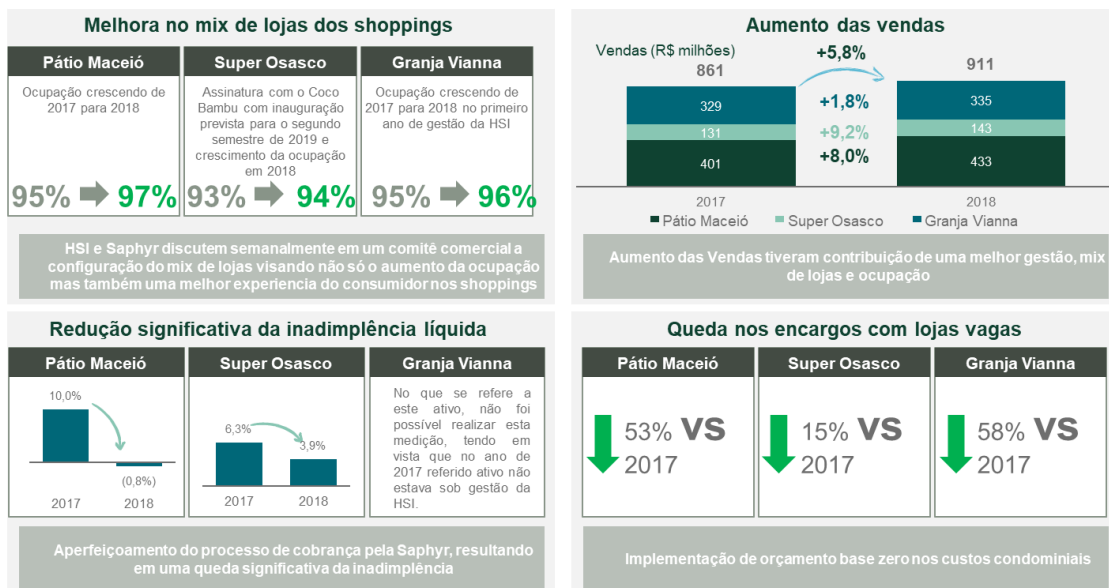 Melhora no mix de lojas dos shoppings
Pátio Maceió
Ocupação crescendo de
2017 para 2018
95% 97%
Super Osasco
Assinatura com o Coco
Bambu com inauguração
prevista para o segundo
semestre de 2019 e
crescimento da ocupação
em 2018
93% 94%
Granja Vianna
Ocupação crescendo de
2017 para 2018 no primeiro
ano de gestão da HSI
95% 96%
HSI e Saphyr discutem semanalmente em um comitê comercial a
configuração do mix de lojas visando não só o aumento da ocupação
mas também uma melhor experiencia do consumidor nos shoppings
Aumento das vendas
Vendas (R$ milhões)
+5,8%
861
911
329
+1,8%
335
131
+9,2%
143
401
+8,0%
433
2017
2018
Pátio Maceió
Super Osasco
Granja Vianna
Aumento das Vendas tiveram contribuição de uma melhor gestão, mix
de lojas e ocupação
Redução significativa da inadimplência líquida
Pátio Maceió
10,0%
(0,8%)
2017
2018
Super Osasco
6,3%
3,9%
2017
2018
Granja Vianna
No que se refere a
este ativo, não foi
possível realizar esta
medição, tendo em
vista que no ano de
2017 referido ativo não
estava sob gestão da
HSI.
Aperfeiçoamento do processo de cobrança pela Saphyr, resultando
em uma queda significativa da inadimplência
Queda nos encargos com lojas vagas
Pátio Maceió
53% VS
2017
Super Osasco
15% VS
2017
Granja Vianna
58% VS
2017
Implementação de orçamento base zero nos custos condominiais